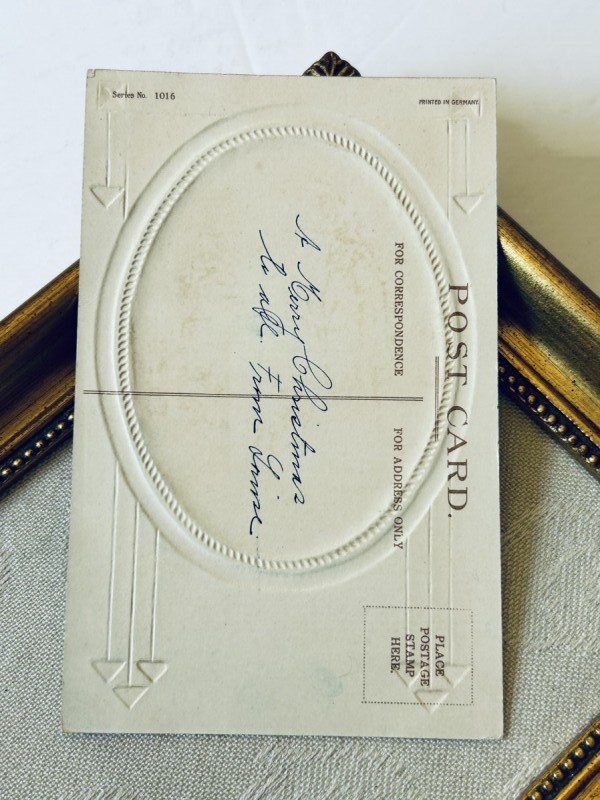 Series No. 1016
PRINTED IN GERMANY.
POST CARD.
FOR CORRESPONDENCE
FOR ADDRESS ONLY
PLACE
POSTAGE
STAMP
HERE.
A Merry Christmas
to all. From